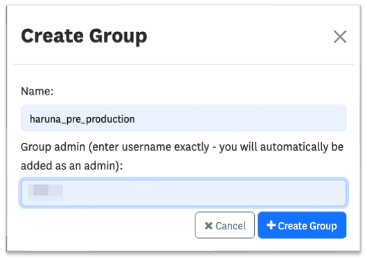 Create Group
Name:
haruna_pre_production
Group admin (enter username exactly - you will automatically be
added as an admin):
Cancel
Create Group